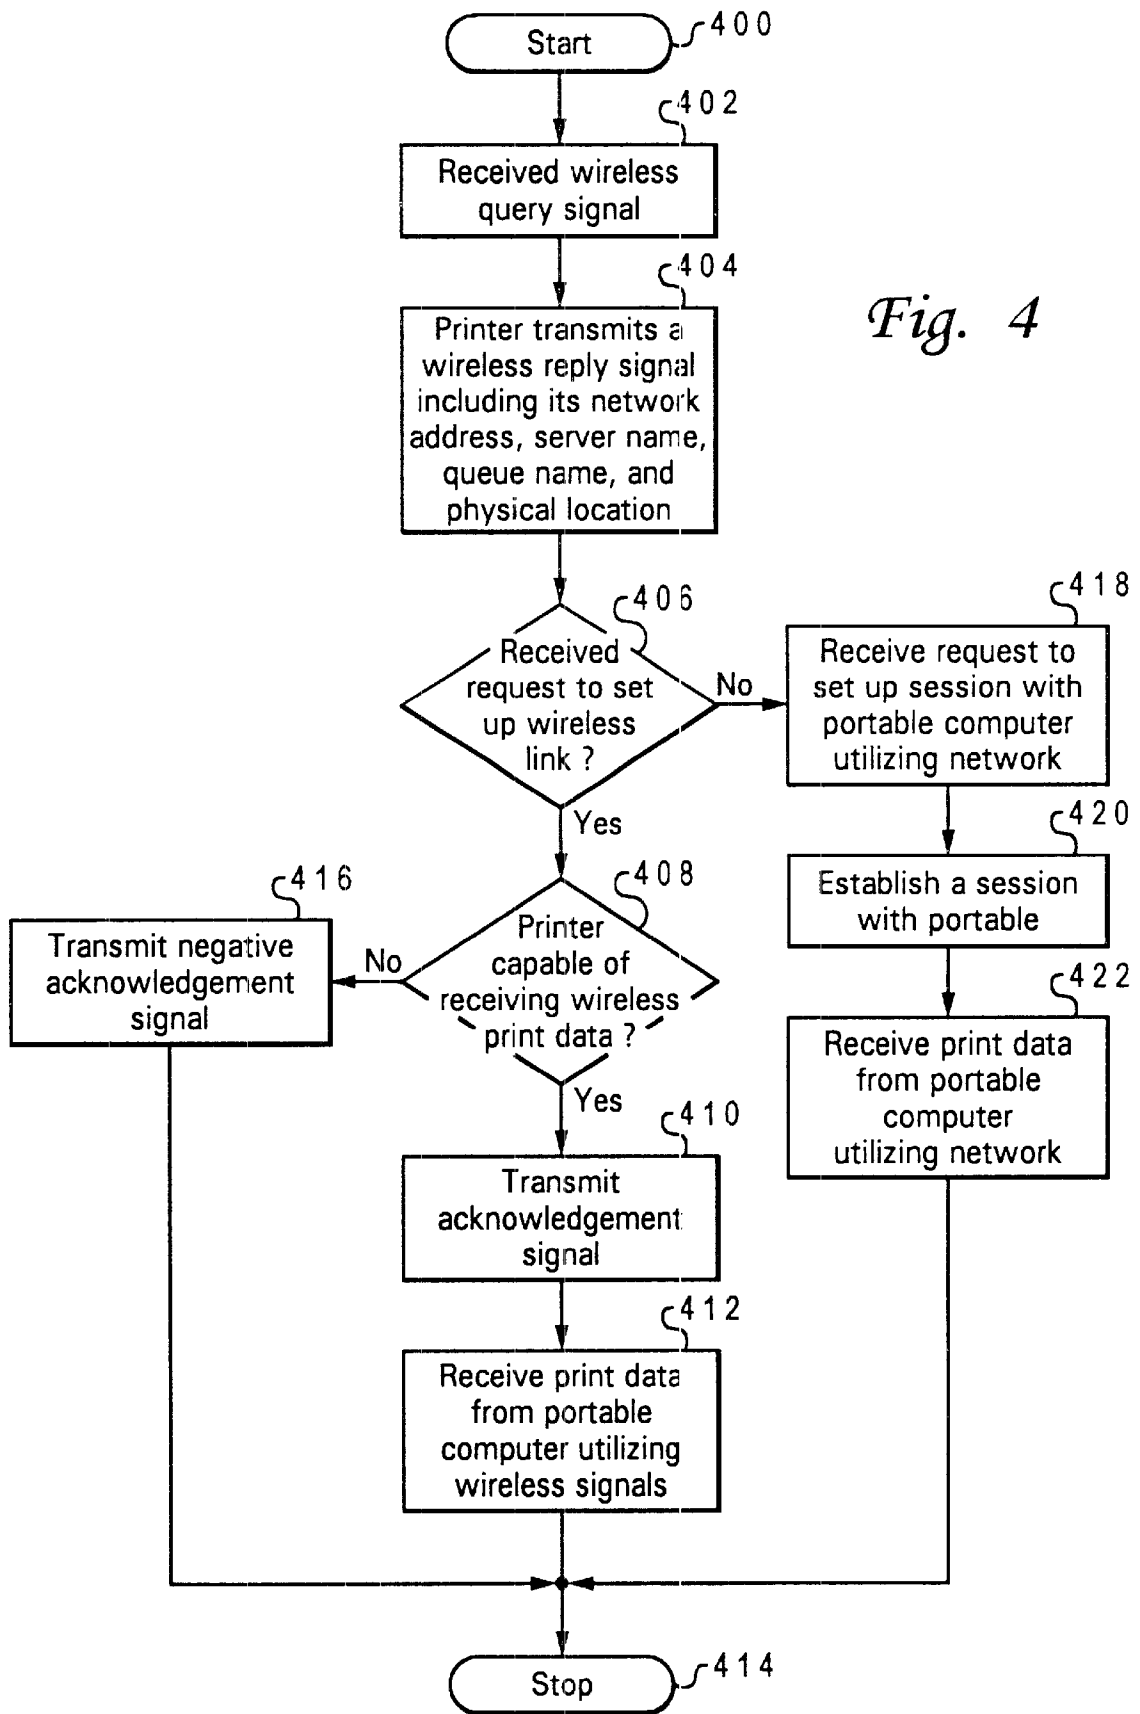 Start
400
402
Received wireless
query signal
404
Printer transmits a
wireless reply signal
including its network
address, server name,
queue name, and
physical location
Fig. 4
406
Received
request to set
up wireless
link ?
No
Yes
418
Receive request to
set up session with
portable computer
utilizing network
420
Establish a session
with portable
422
Receive print data
from portable
computer
utilizing network
408
Printer
capable of
receiving wireless
print data ?
No
Yes
416
Transmit negative
acknowledgement
signal
410
Transmit
acknowledgement
signal
412
Receive print data
from portable
computer utilizing
wireless signals
Stop
414